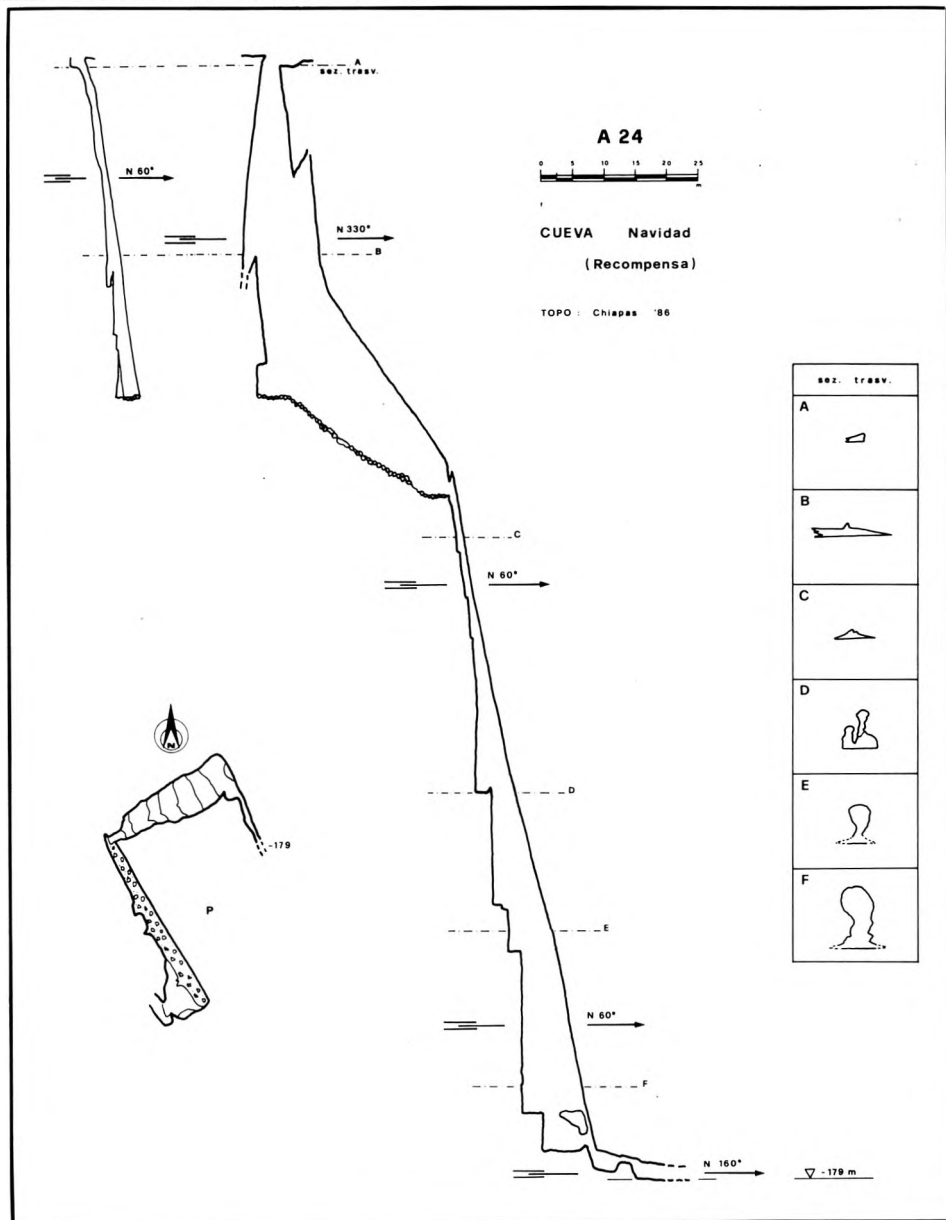 A
sez. trasv.
A 24
0 5 10 15 20 25
m
N 60°
N 330°
B
CUEVA Navidad
(Recompensa)
TOPO : Chiapas '86
sez. trasv.
A
B
C
D
E
F
C
N 60°
N
D
-179
P
E
N 60°
F
N 160°
-179 m